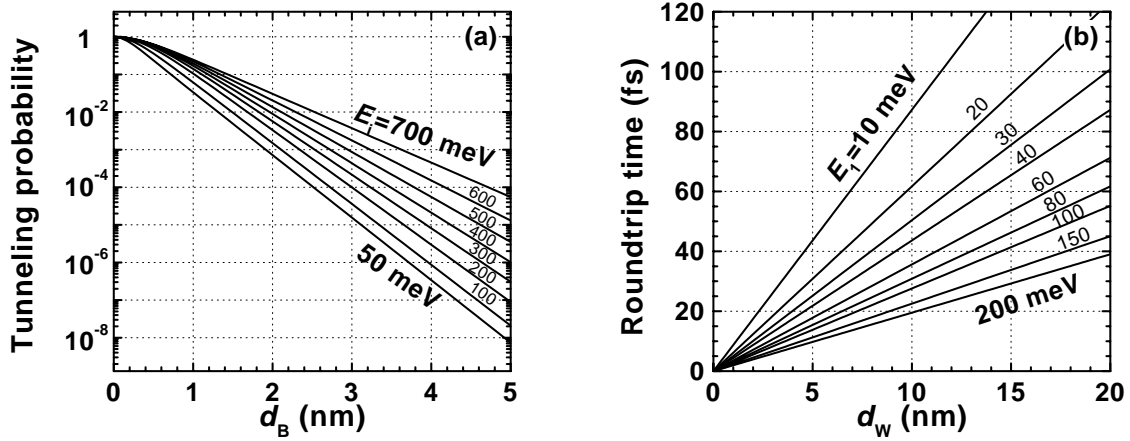 Tunneling probability
1
10⁻²
10⁻⁴
10⁻⁶
10⁻⁸
(a)
Eᵢ=700 meV
600
500
400
300
200
100
50 meV
0 1 2 3 4 5
d_B (nm)
Roundtrip time (fs)
120
100
80
60
40
20
0
(b)
E₁=10 meV
20
30
40
60
80
100
150
200 meV
0 5 10 15 20
d_W (nm)